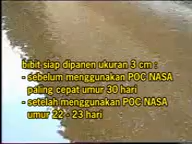 bibit siap dipanen ukuran 3 cm :
- sebelum menggunakan POC NASA
paling cepat umur 30 hari
- setelah menggunakan POC NASA
umur 22 - 23 hari